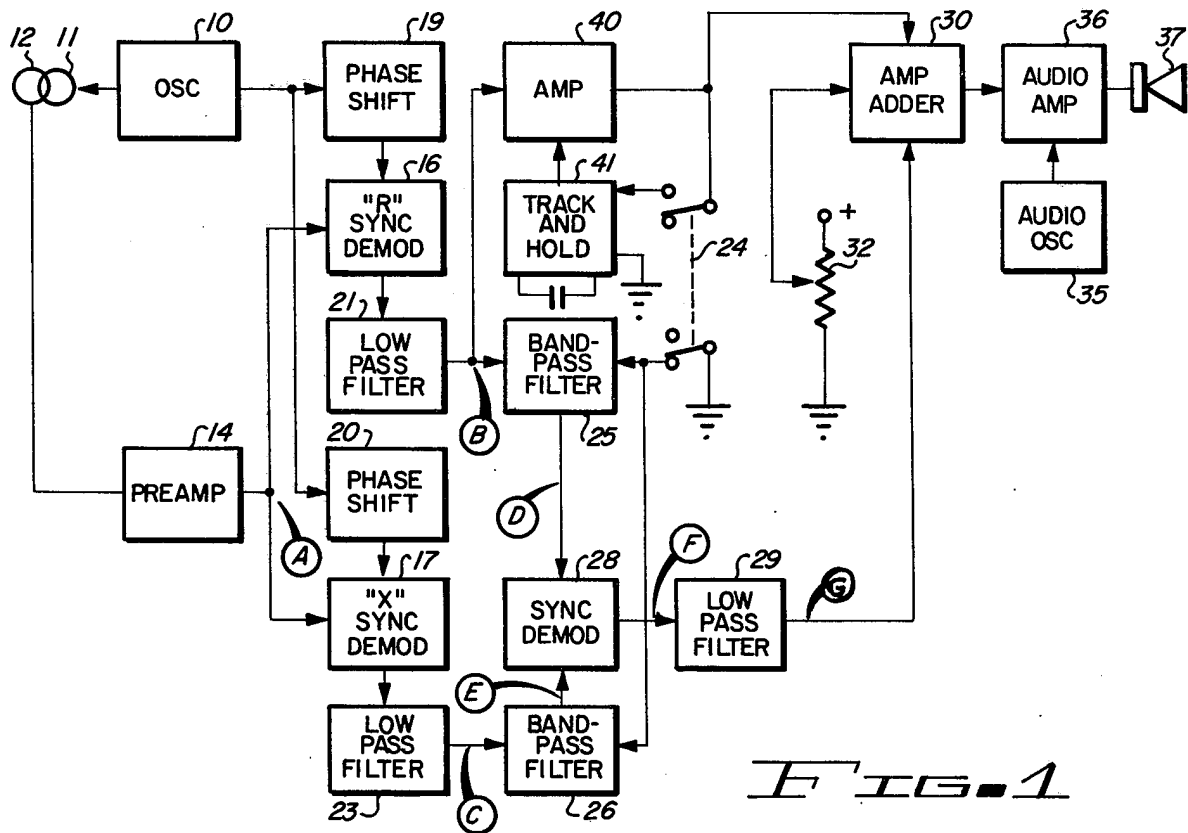 12
11
10
OSC
19
PHASE
SHIFT
40
AMP
30
AMP
ADDER
36
AUDIO
AMP
37
16
"R"
SYNC
DEMOD
41
TRACK
AND
HOLD
24
+
32
AUDIO
OSC
35
21
LOW
PASS
FILTER
B
BAND-
PASS
FILTER
25
14
PREAMP
A
20
PHASE
SHIFT
D
17
"X"
SYNC
DEMOD
28
SYNC
DEMOD
F
29
LOW
PASS
FILTER
G
E
LOW
PASS
FILTER
23
C
BAND-
PASS
FILTER
26
FIG. 1